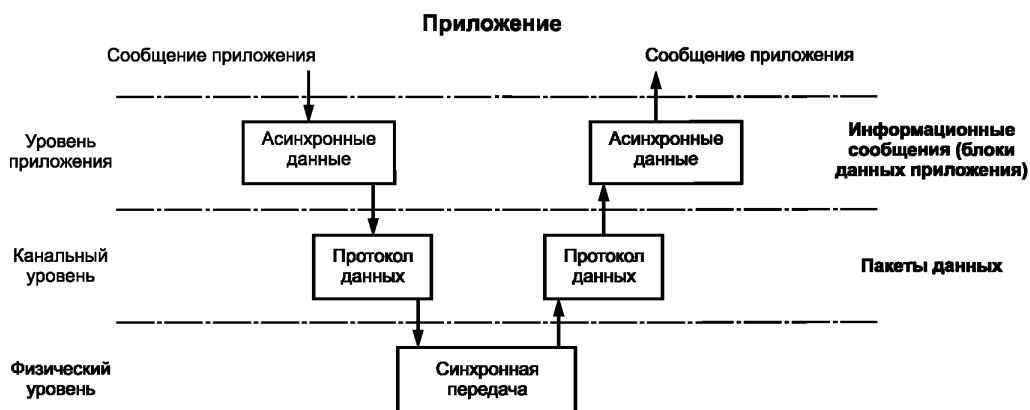 Приложение
Сообщение приложения
Сообщение приложения
Уровень
приложения
Асинхронные
данные
Асинхронные
данные
Информационные
сообщения (блоки
данных приложения)
Канальный
уровень
Протокол
данных
Протокол
данных
Пакеты данных
Физический
уровень
Синхронная
передача